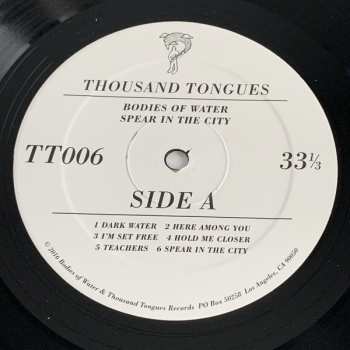 THOUSAND TONGUES
BODIES OF WATER
SPEAR IN THE CITY
TT006
33⅓
SIDE A
1 DARK WATER 2 HERE AMONG YOU
3 I'M SET FREE 4 HOLD ME CLOSER
5 TEACHERS 6 SPEAR IN THE CITY
© 2016 Bodies of Water & Thousand Tongues Records PO Box 50258 Los Angeles, CA 90050